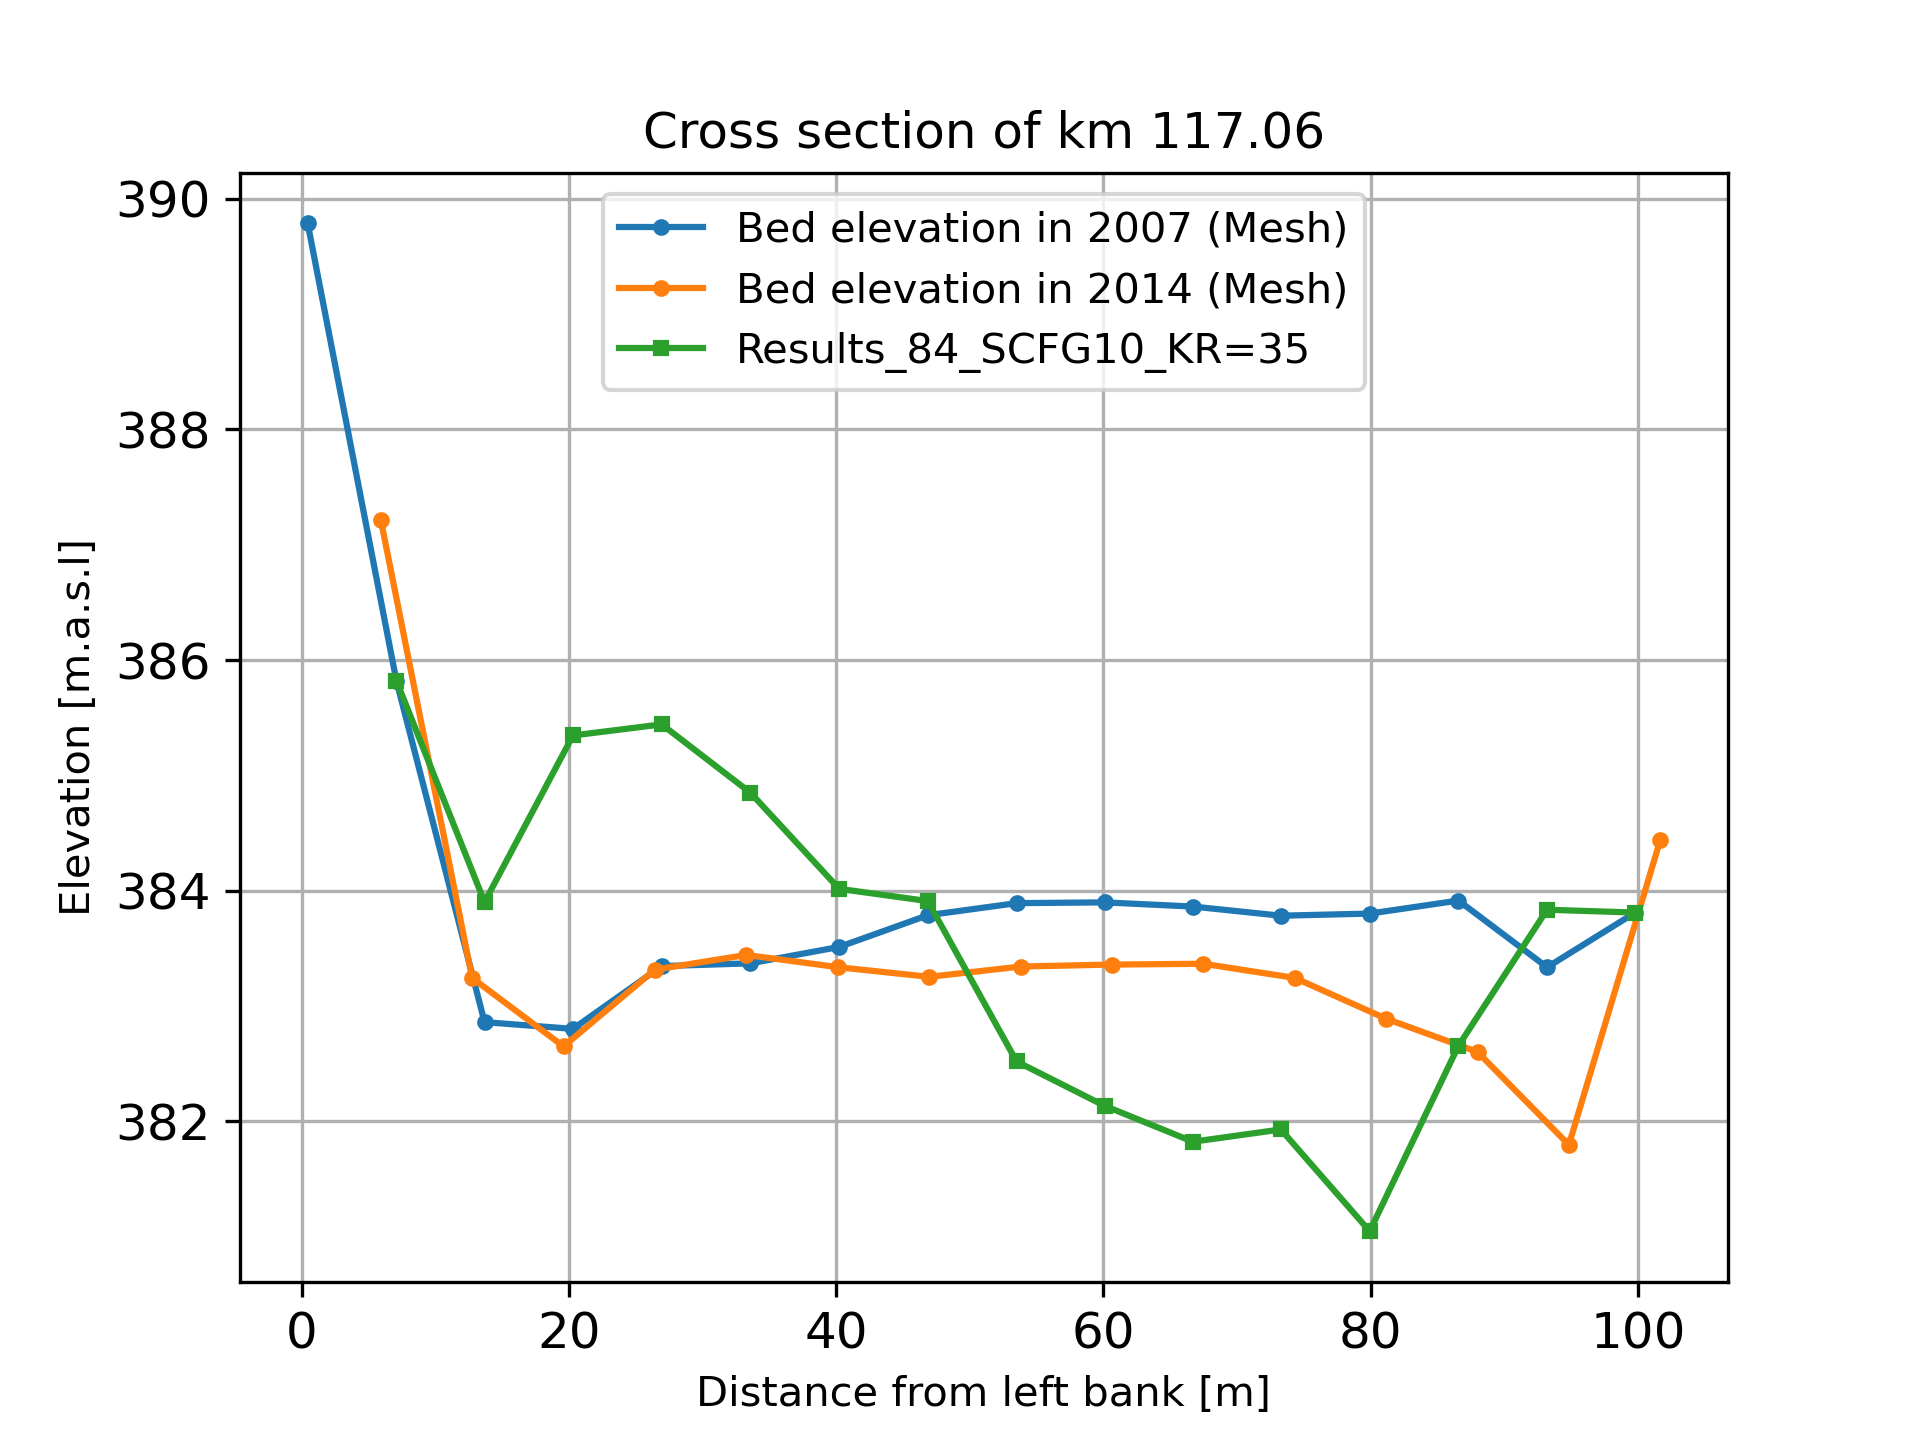 Cross section of km 117.06
390
388
386
384
382
Elevation [m.a.s.l]
Bed elevation in 2007 (Mesh)
Bed elevation in 2014 (Mesh)
Results_84_SCFG10_KR=35
0 20 40 60 80 100
Distance from left bank [m]